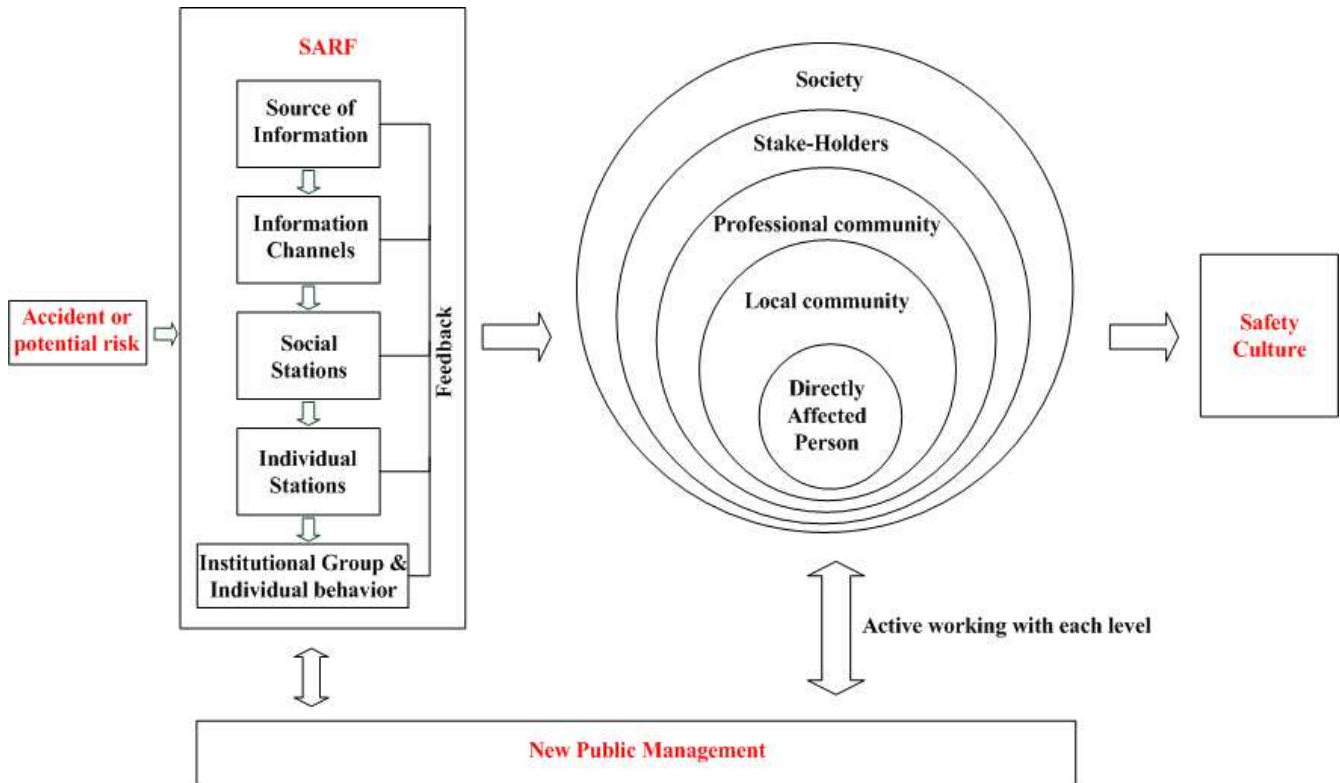 SARF
Source of
Information
Information
Channels
Social
Stations
Individual
Stations
Institutional Group &
Individual behavior
Feedback
Accident or
potential risk
Society
Stake-Holders
Professional community
Local community
Directly
Affected
Person
Safety
Culture
Active working with each level
New Public Management